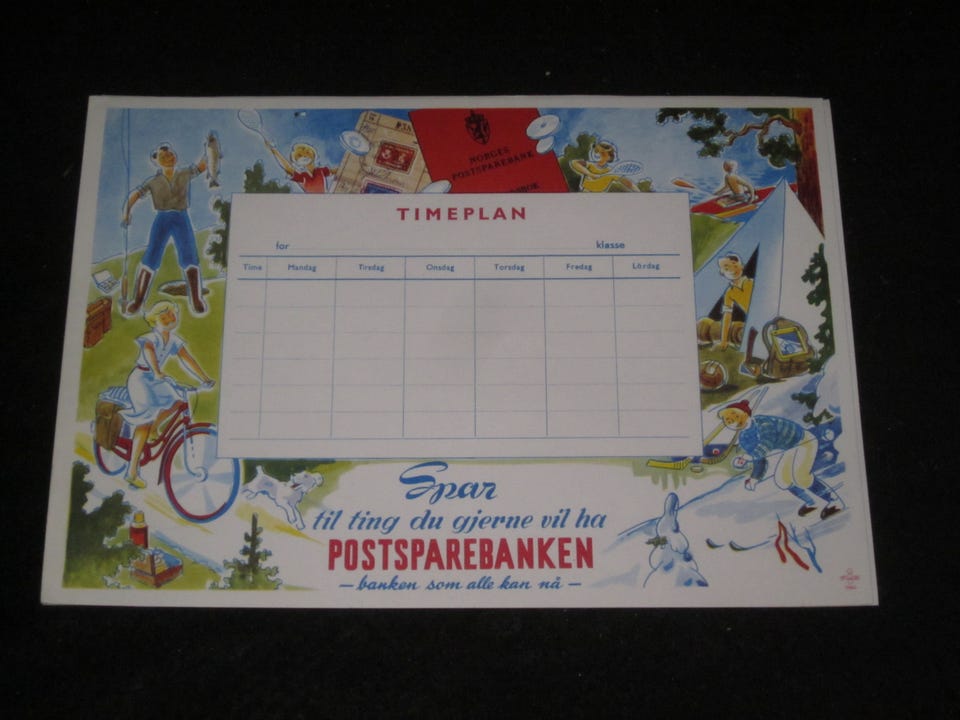 NORGES
POSTSPAREBANK
TIMEPLAN
for klasse
Time Mandag Tirsdag Onsdag Torsdag Fredag Lördag
Spar
til ting du gjerne vil ha
POSTSPAREBANKEN
— banken som alle kan nå —